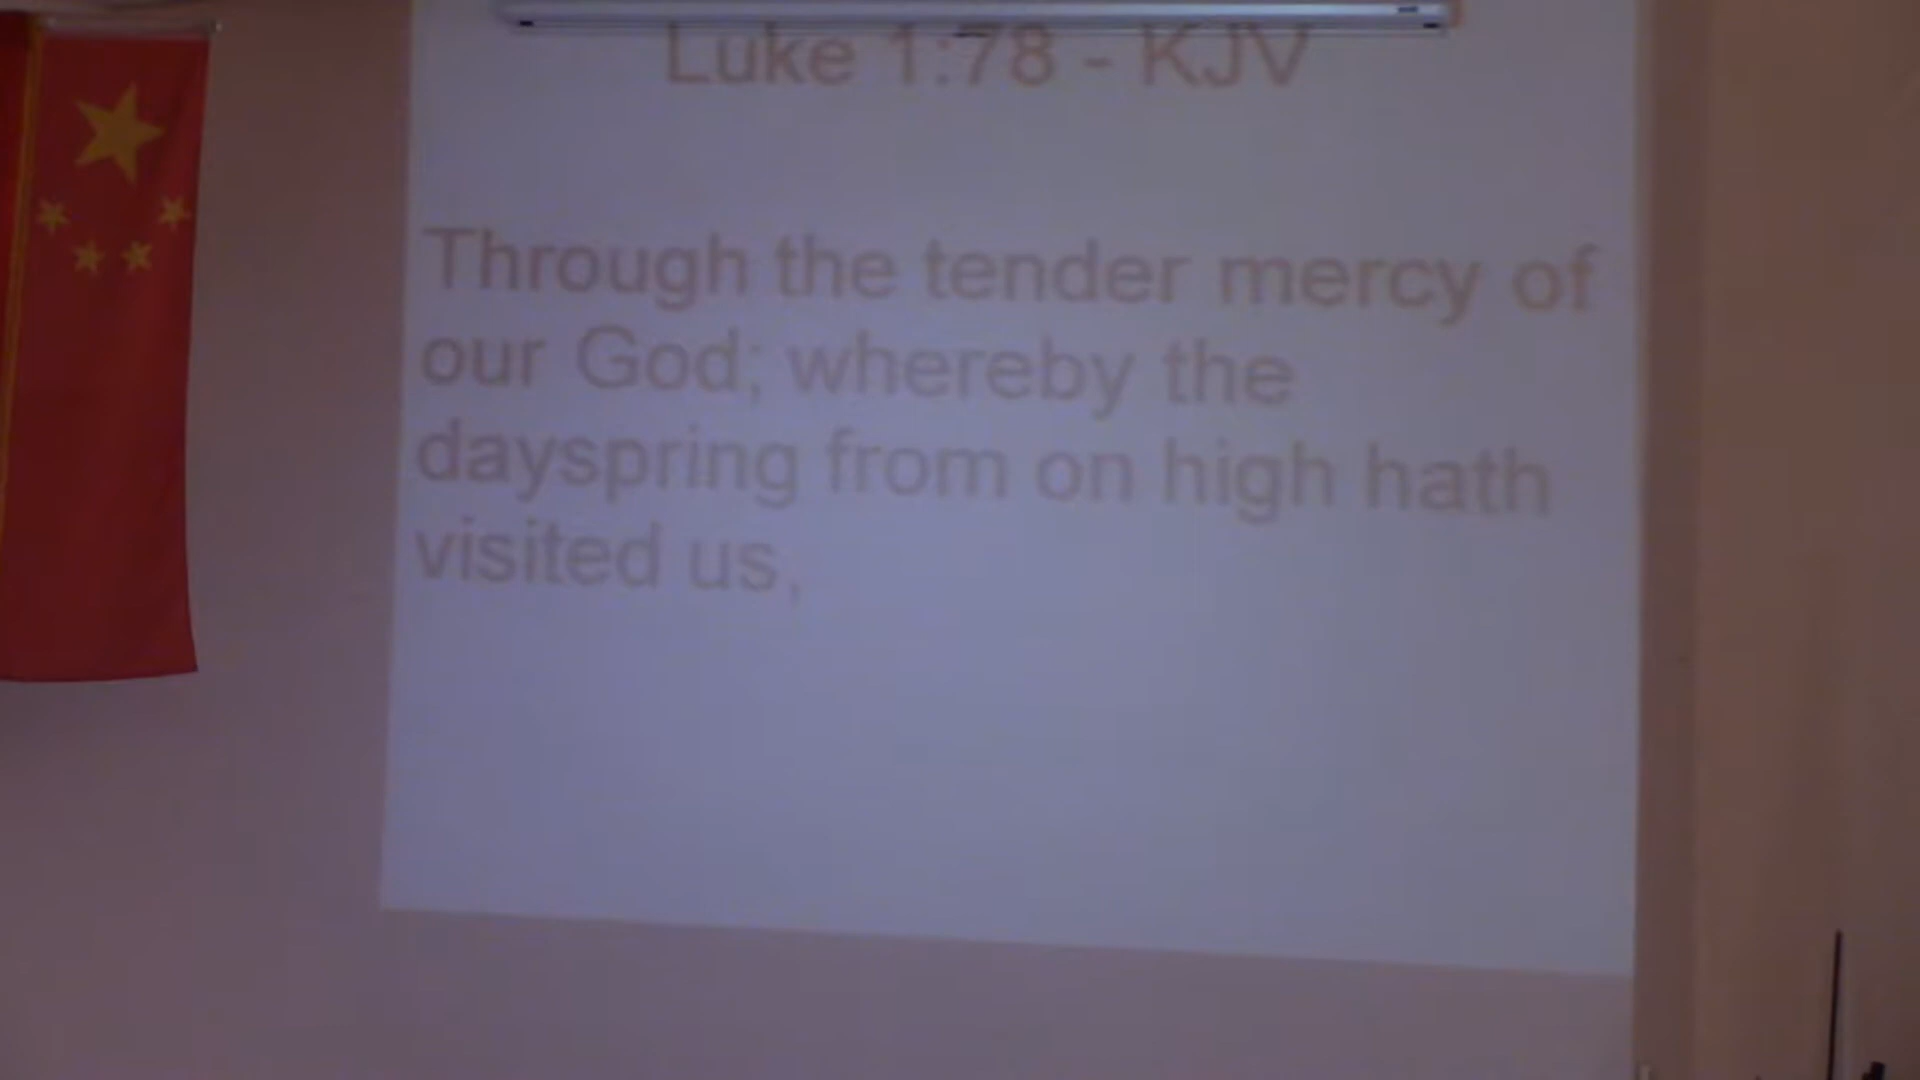 Luke 1:78 - KJV
Through the tender mercy of
our God; whereby the
dayspring from on high hath
visited us,